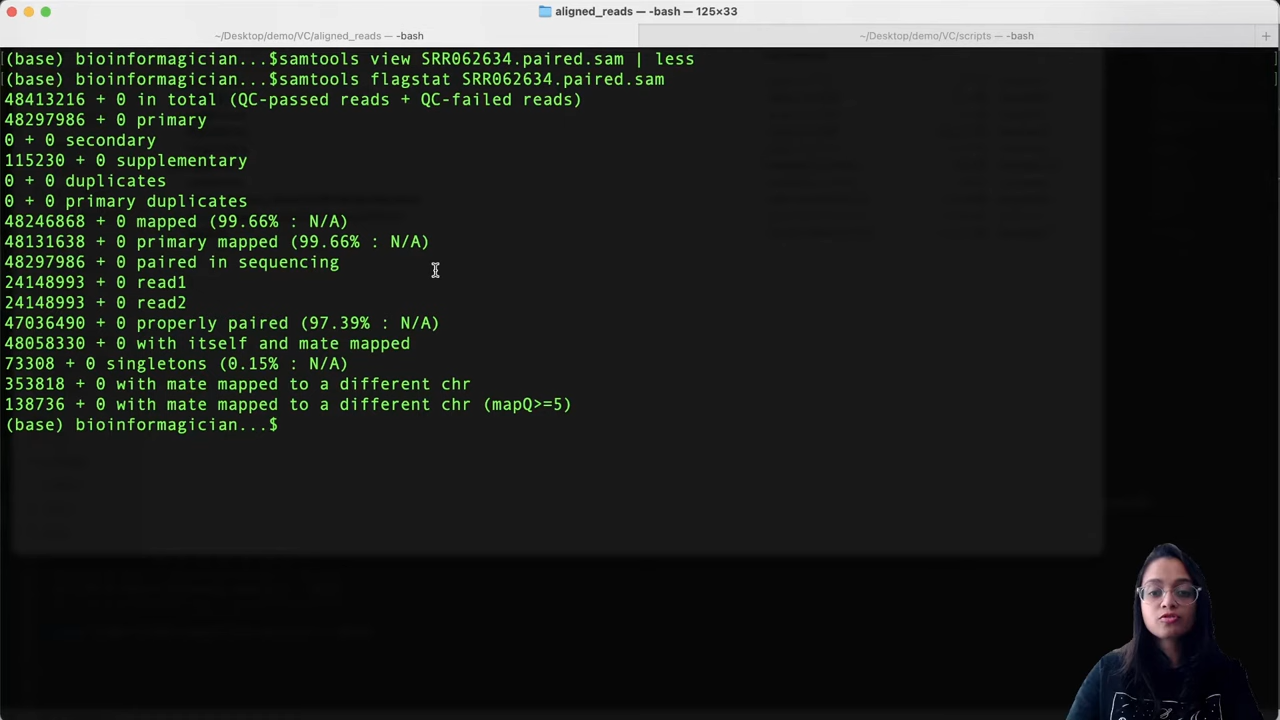 aligned_reads — -bash — 125×33
~/Desktop/demo/VC/aligned_reads — -bash
~/Desktop/demo/VC/scripts — -bash
+
(base) bioinformagician...$samtools view SRR062634.paired.sam | less
(base) bioinformagician...$samtools flagstat SRR062634.paired.sam
48413216 + 0 in total (QC-passed reads + QC-failed reads)
48297986 + 0 primary
0 + 0 secondary
115230 + 0 supplementary
0 + 0 duplicates
0 + 0 primary duplicates
48246868 + 0 mapped (99.66% : N/A)
48131638 + 0 primary mapped (99.66% : N/A)
48297986 + 0 paired in sequencing
24148993 + 0 read1
24148993 + 0 read2
47036490 + 0 properly paired (97.39% : N/A)
48058330 + 0 with itself and mate mapped
73308 + 0 singletons (0.15% : N/A)
353818 + 0 with mate mapped to a different chr
138736 + 0 with mate mapped to a different chr (mapQ>=5)
(base) bioinformagician...$